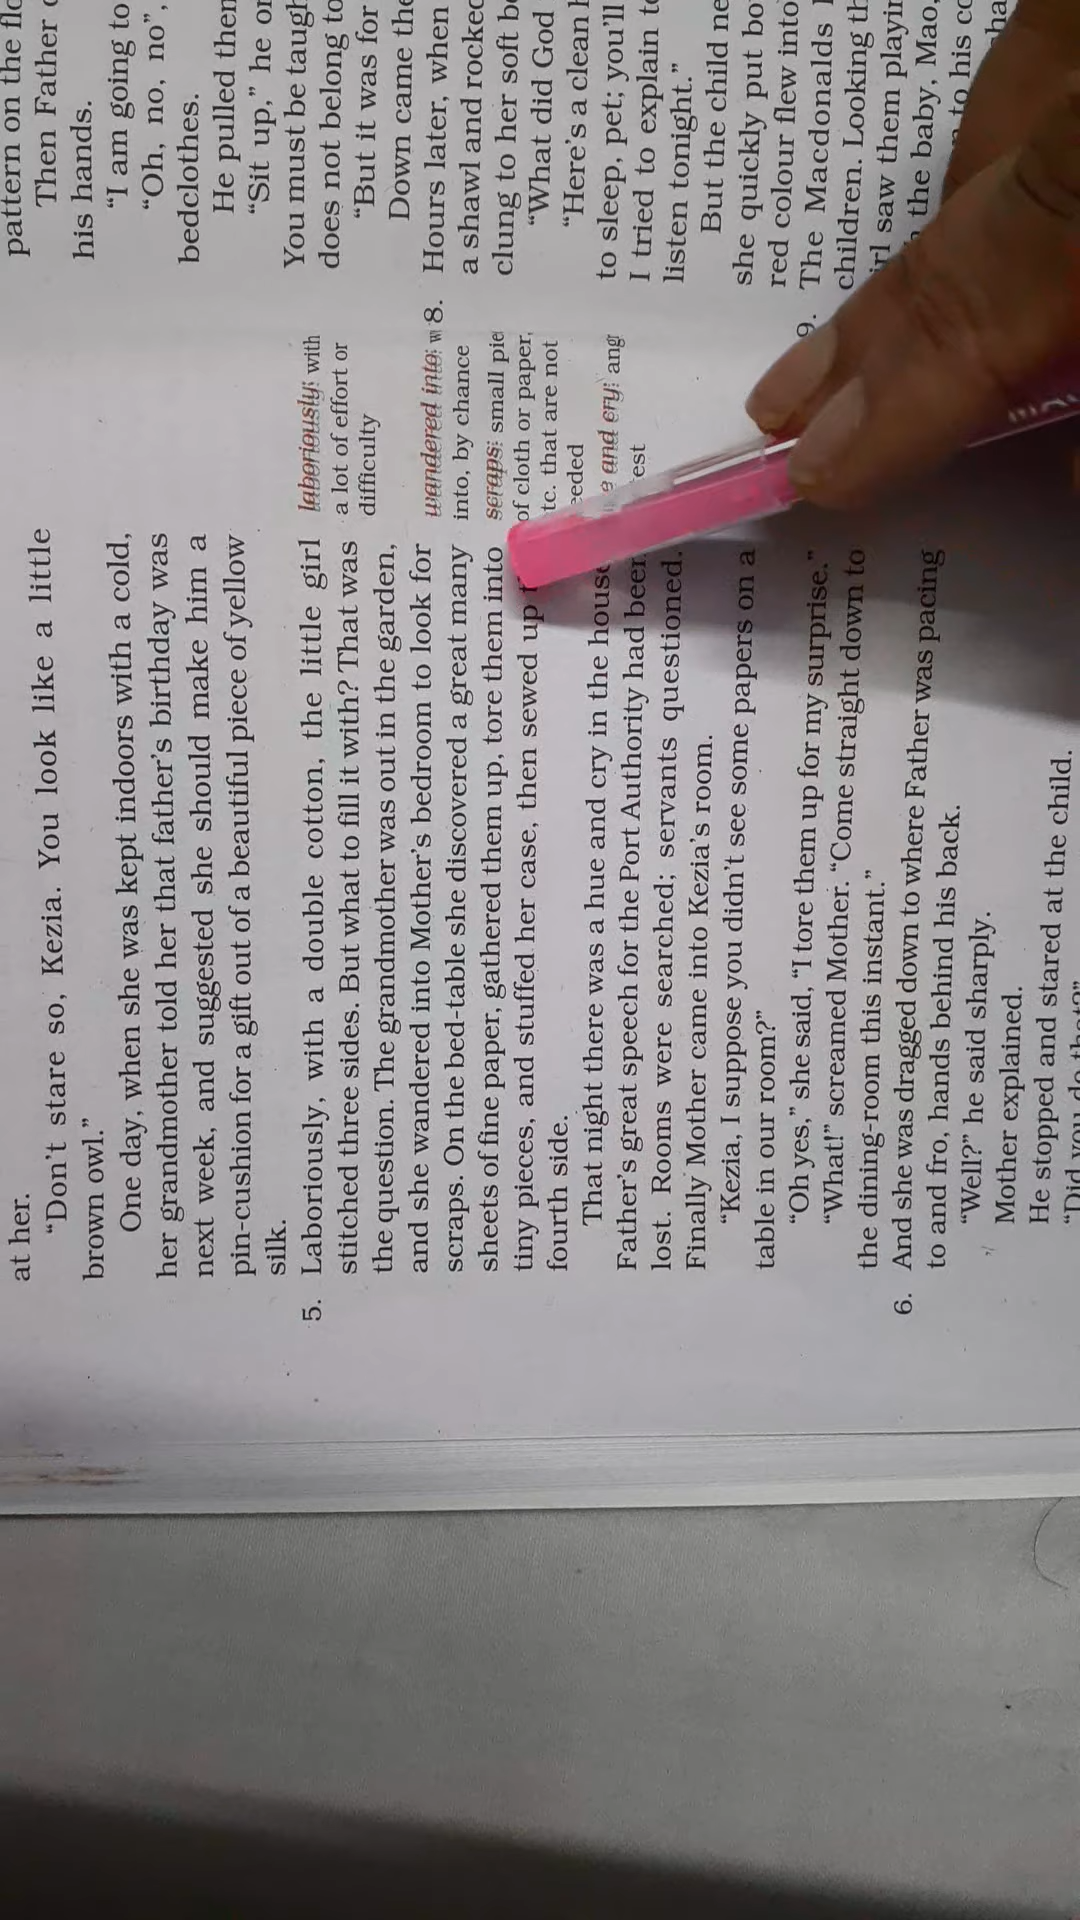 at her.
"Don't stare so, Kezia. You look like a little
brown owl."
One day, when she was kept indoors with a cold,
her grandmother told her that father's birthday was
next week, and suggested she should make him a
pin-cushion for a gift out of a beautiful piece of yellow
silk.
5. Laboriously, with a double cotton, the little girl
stitched three sides. But what to fill it with? That was
the question. The grandmother was out in the garden,
and she wandered into Mother's bedroom to look for
scraps. On the bed-table she discovered a great many
sheets of fine paper, gathered them up, tore them into
tiny pieces, and stuffed her case, then sewed up
fourth side.
That night there was a hue and cry in the house
Father's great speech for the Port Authority had been
lost. Rooms were searched; servants questioned.
Finally Mother came into Kezia's room.
"Kezia, I suppose you didn't see some papers on a
table in our room?"
"Oh yes," she said, "I tore them up for my surprise."
"What!" screamed Mother. "Come straight down to
the dining-room this instant."
6. And she was dragged down to where Father was pacing
to and fro, hands behind his back.
"Well?" he said sharply.
Mother explained.
He stopped and stared at the child.
"Did you do that?"
laboriously: with
a lot of effort or
difficulty
wandered into:
into, by chance
scraps: small
of cloth or paper,
that are not
and cry:
pattern on the
Then Father
his hands.
"I am going to
"Oh, no, no",
bedclothes.
He pulled them
"Sit up," he
You must be
does not belong to
"But it was for
Down came the
8. Hours later, when
a shawl and rocked
clung to her soft
"What did God
"Here's a clean
to sleep, pet; you'll
I tried to explain
listen tonight."
But the child
she quickly put
red colour flew into
9. The Macdonalds
children. Looking
saw them
the baby, Mao,
to his